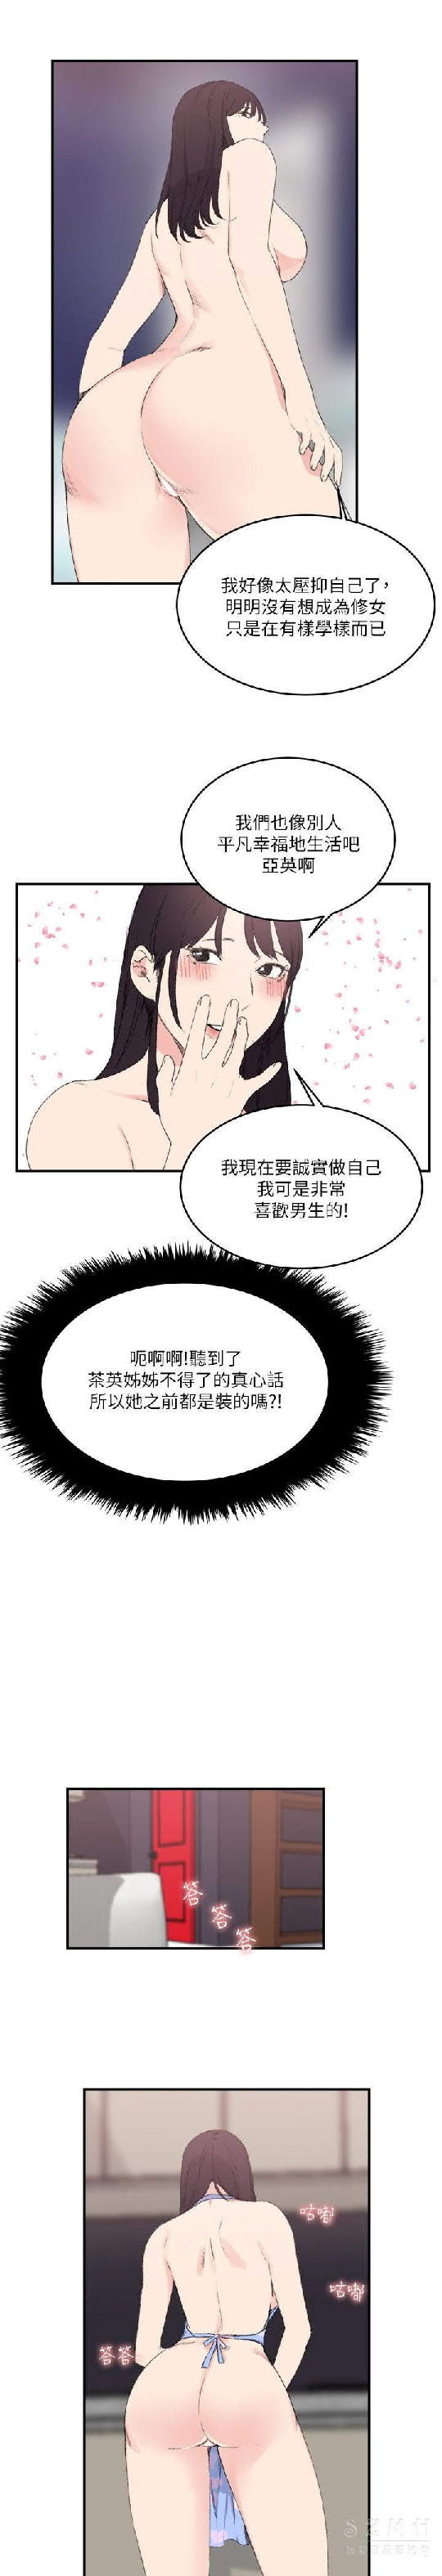 我好像太壓抑自己了，
明明沒有想成為修女
只是在有樣學樣而已
我們也像別人
平凡幸福地生活吧
亞英啊
我現在要誠實做自己
我可是非常
喜歡男生的!
呃啊啊!聽到了
茶英姊姊不得了的真心話
所以她之前都是裝的嗎?!
答
答
答
咕嘟
咕嘟
答答